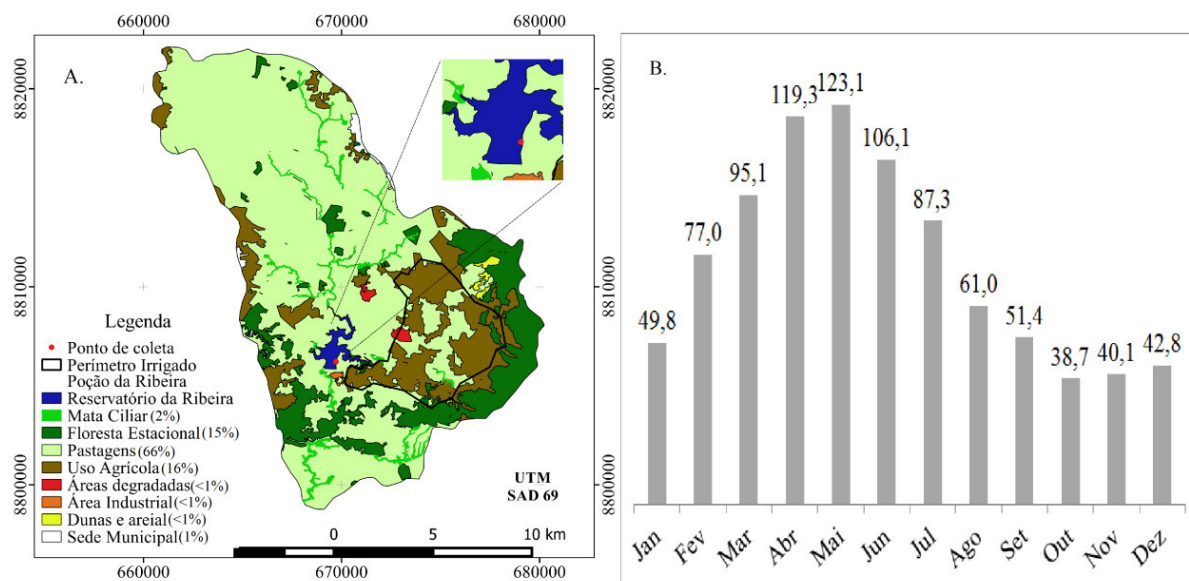 660000
670000
680000
A.
8820000
8820000
8810000
8810000
8800000
8800000
Legenda
Ponto de coleta
Perímetro Irrigado
Poção da Ribeira
Reservatório da Ribeira
Mata Ciliar (2%)
Floresta Estacional (15%)
Pastagens (66%)
Uso Agrícola (16%)
Áreas degradadas (<1%)
Área Industrial (<1%)
Dunas e areial (<1%)
Sede Municipal (1%)
UTM
SAD 69
0 5 10 km
660000
670000
680000
B.
49,8
77,0
95,1
119,3
123,1
106,1
87,3
61,0
51,4
38,7
40,1
42,8
Jan
Fev
Mar
Abr
Mai
Jun
Jul
Ago
Set
Out
Nov
Dez